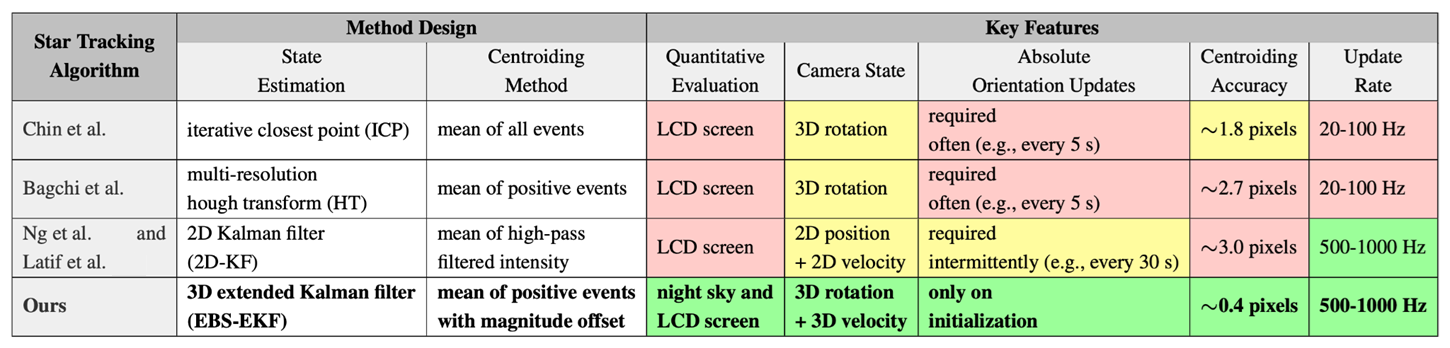 Star Tracking Algorithm | Method Design | Key Features
State Estimation | Centroiding Method | Quantitative Evaluation | Camera State | Absolute Orientation Updates | Centroiding Accuracy | Update Rate
Chin et al. | iterative closest point (ICP) | mean of all events | LCD screen | 3D rotation | required often (e.g., every 5 s) | ∼1.8 pixels | 20-100 Hz
Bagchi et al. | multi-resolution hough transform (HT) | mean of positive events | LCD screen | 3D rotation | required often (e.g., every 5 s) | ∼2.7 pixels | 20-100 Hz
Ng et al. and Latif et al. | 2D Kalman filter (2D-KF) | mean of high-pass filtered intensity | LCD screen | 2D position + 2D velocity | required intermittently (e.g., every 30 s) | ∼3.0 pixels | 500-1000 Hz
Ours | 3D extended Kalman filter (EBS-EKF) | mean of positive events with magnitude offset | night sky and LCD screen | 3D rotation + 3D velocity | only on initialization | ∼0.4 pixels | 500-1000 Hz